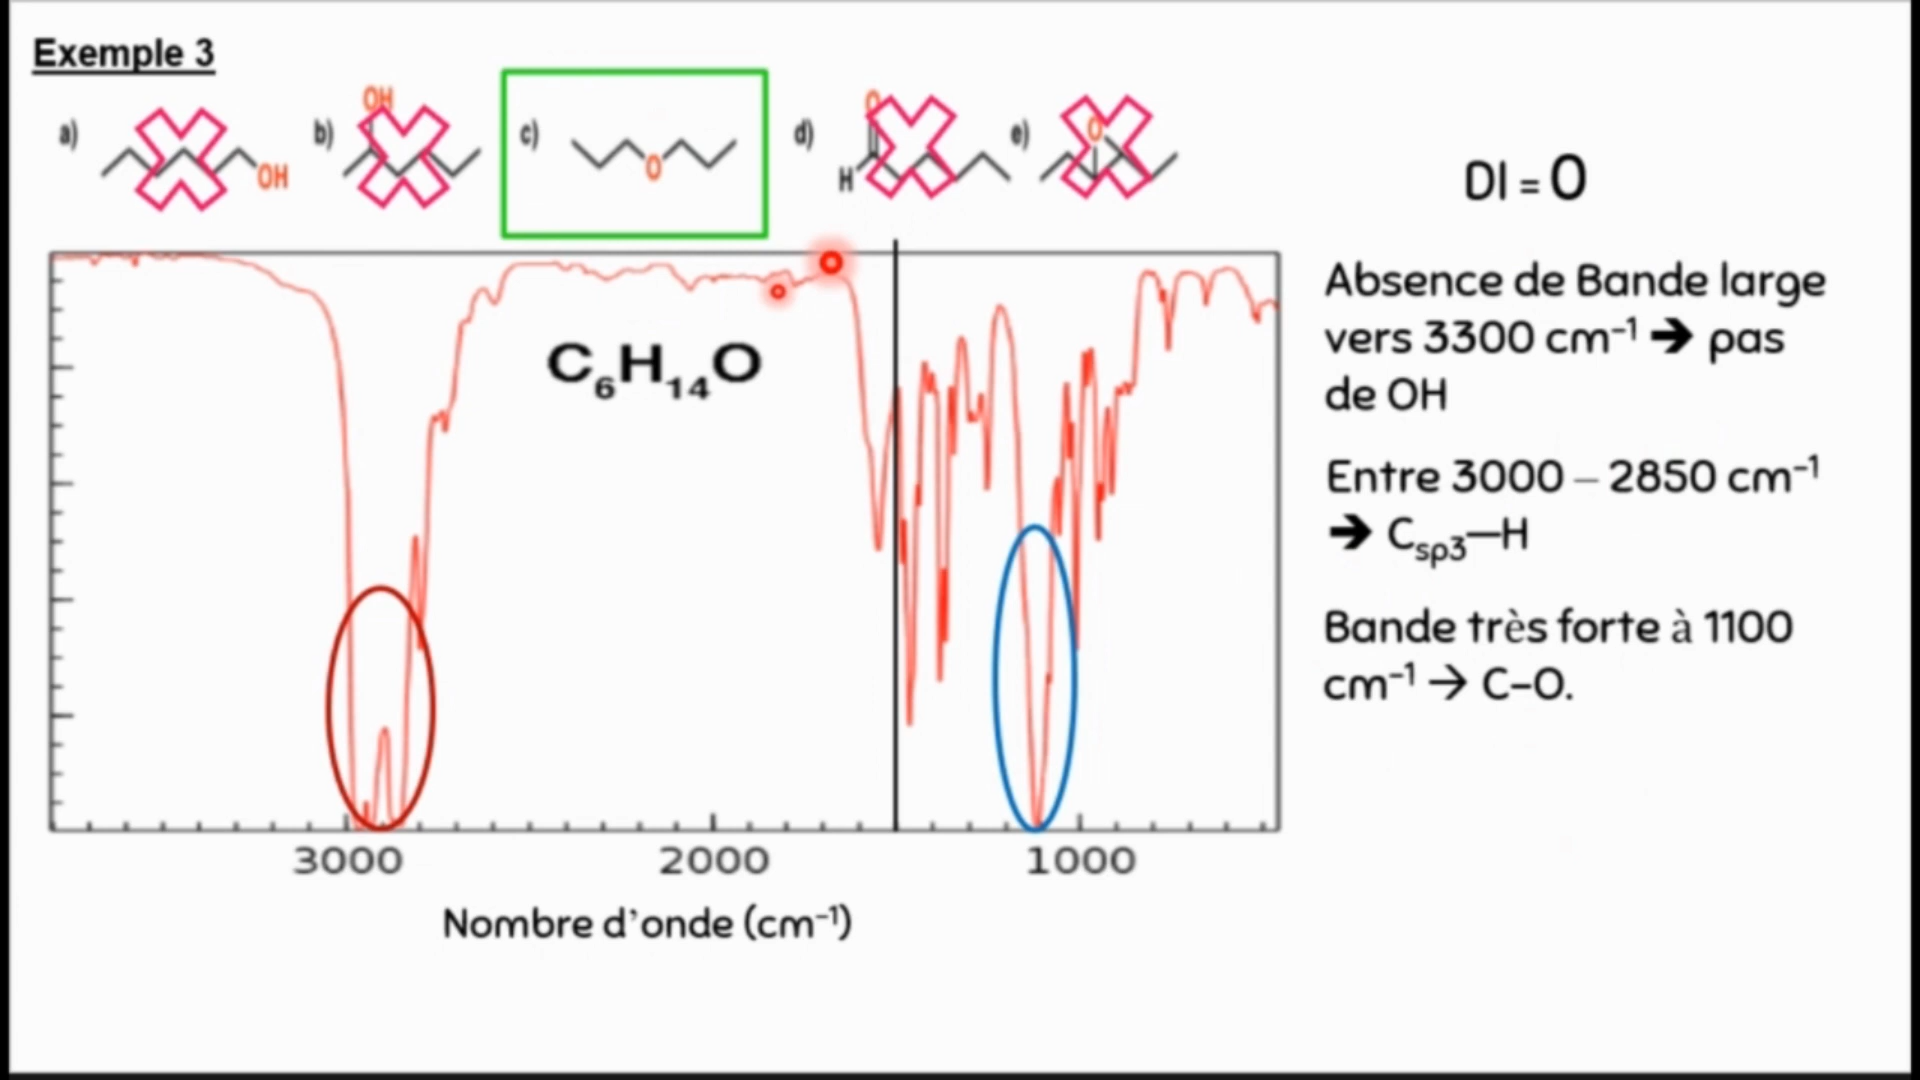 Exemple 3
a) OH
b) OH
c) O
d) O H
e) O
DI = 0
C₆H₁₄O
Absence de Bande large
vers 3300 cm⁻¹ ➔ pas
de OH
Entre 3000 – 2850 cm⁻¹
➔ Csp3—H
Bande très forte à 1100
cm⁻¹ → C–O.
3000 2000 1000
Nombre d’onde (cm⁻¹)